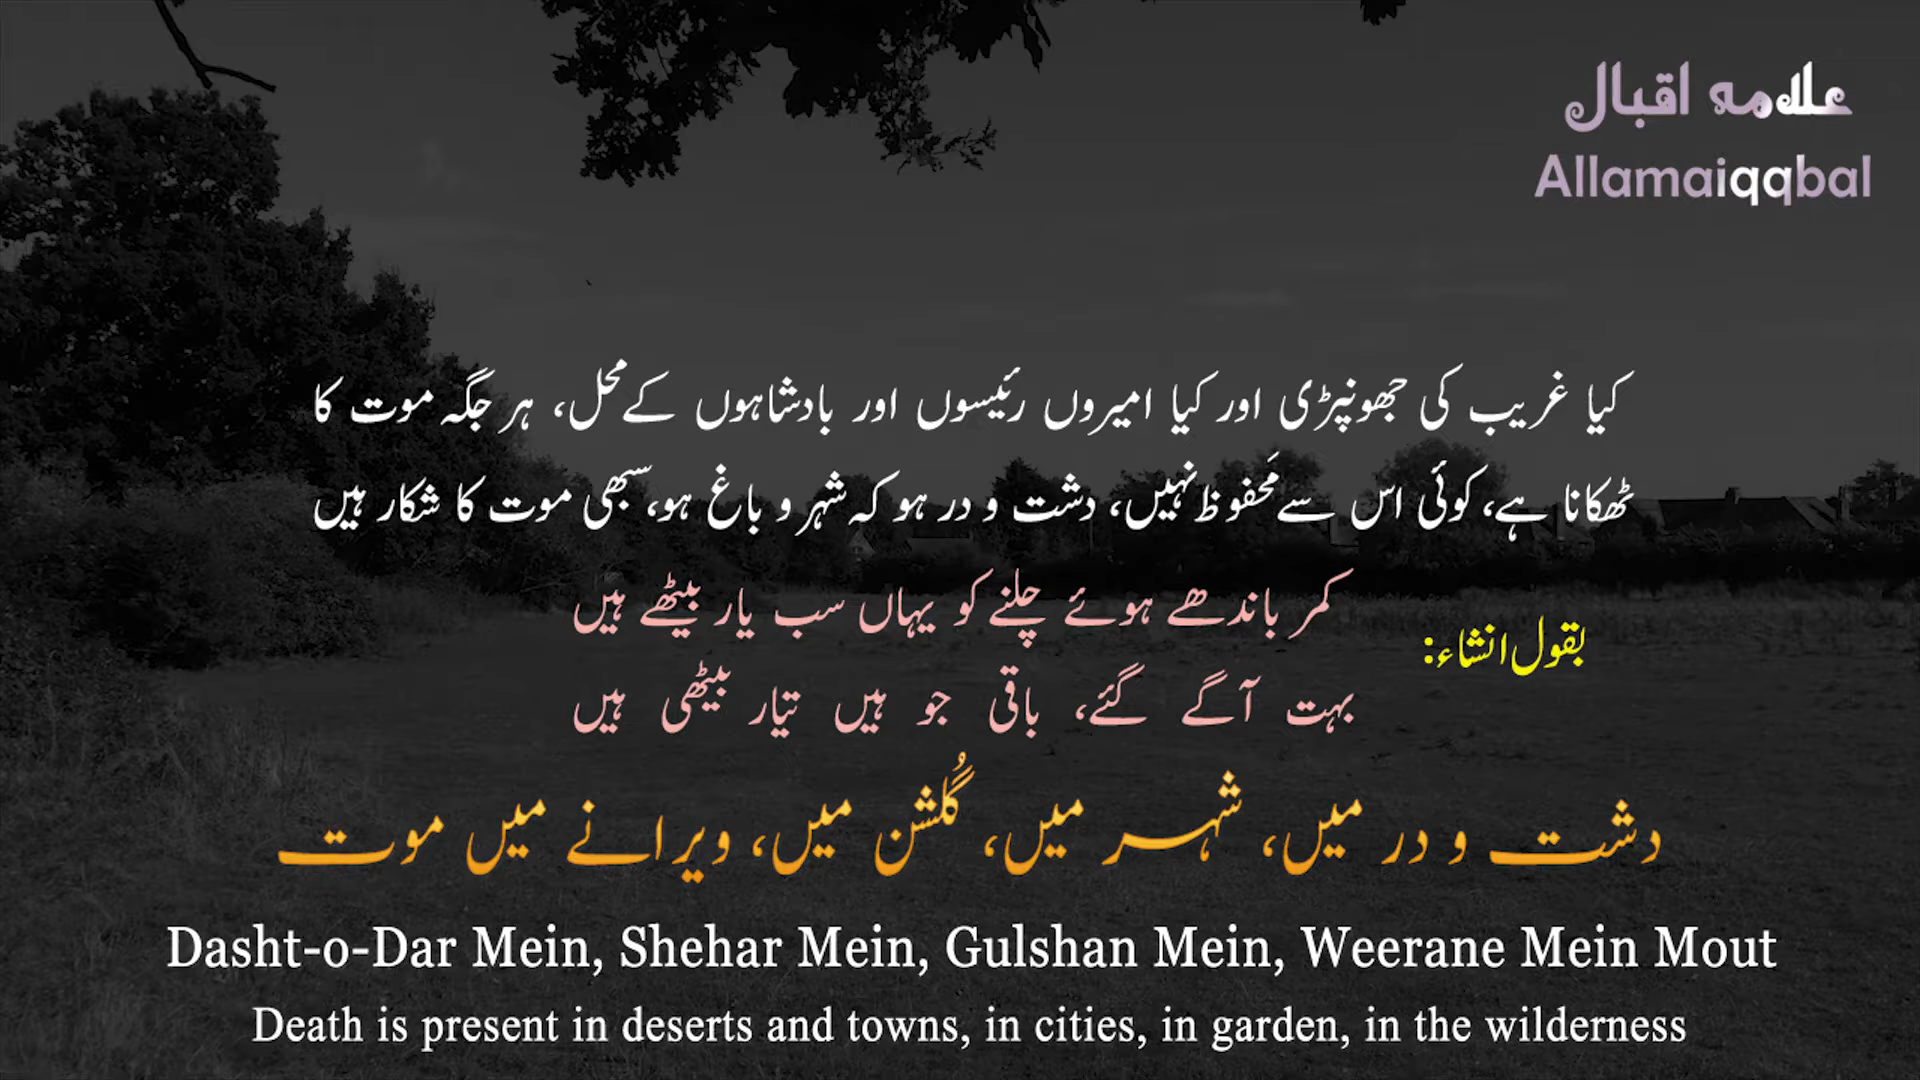 علامہ اقبال
Allamaiqqbal
کیا غریب کی جھونپڑی اور کیا امیروں رئیسوں اور بادشاہوں کے محل، ہر جگہ موت کا
ٹھکانا ہے، کوئی اس سے مَحفوظ نہیں، دشت و در ہو کہ شہر و باغ ہو، سبھی موت کا شکار ہیں
بقول انشاء:
کمر باندھے ہوئے چلنے کو یہاں سب یار بیٹھے ہیں
بہت آگے گئے، باقی جو ہیں تیّار بیٹھی ہیں
دشت و در میں، شہر میں، گُلشن میں، ویرانے میں موت
Dasht-o-Dar Mein, Shehar Mein, Gulshan Mein, Weerane Mein Mout
Death is present in deserts and towns, in cities, in garden, in the wilderness